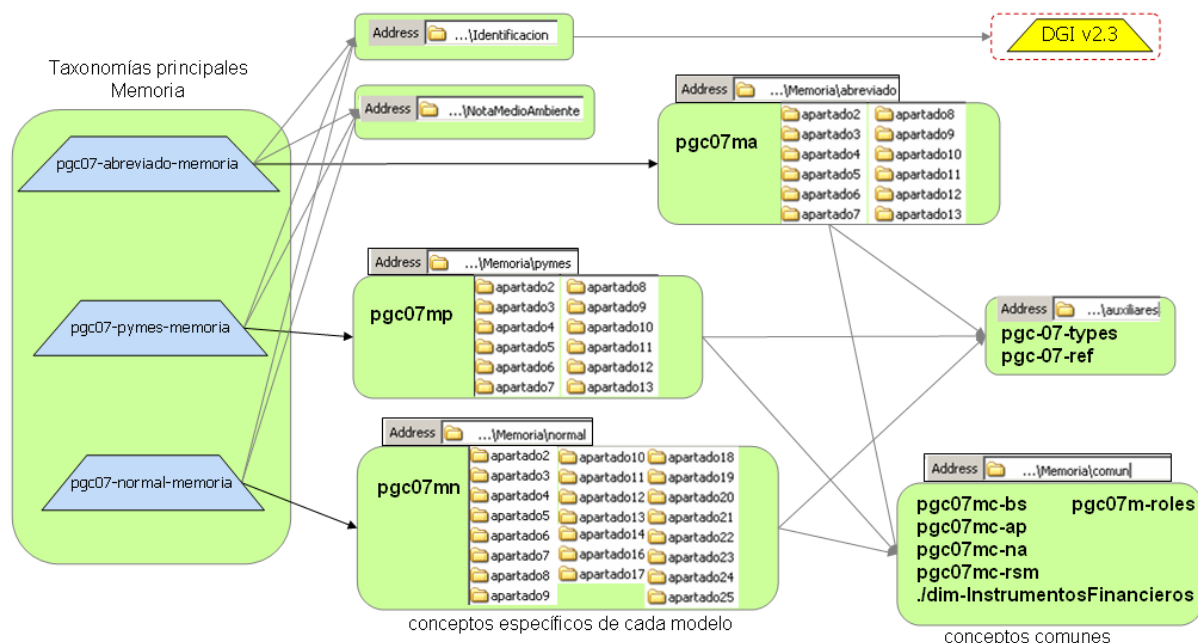 Taxonomías principales
Memoria
pgc07-abreviado-memoria
pgc07-pymes-memoria
pgc07-normal-memoria
Address ...\Identificacion
DGI v2.3
Address ...\NotaMedioAmbiente
Address ...\Memoria\abreviado
pgc07ma
apartado2 apartado8
apartado3 apartado9
apartado4 apartado10
apartado5 apartado11
apartado6 apartado12
apartado7 apartado13
Address ...\Memoria\pymes
pgc07mp
apartado2 apartado8
apartado3 apartado9
apartado4 apartado10
apartado5 apartado11
apartado6 apartado12
apartado7 apartado13
Address ...\Memoria\normal
pgc07mn
apartado2 apartado10 apartado18
apartado3 apartado11 apartado19
apartado4 apartado12 apartado20
apartado5 apartado13 apartado21
apartado6 apartado14 apartado22
apartado7 apartado16 apartado23
apartado8 apartado17 apartado24
apartado9 apartado25
conceptos específicos de cada modelo
Address ...\auxiliares
pgc-07-types
pgc-07-ref
Address ...\Memoria\comun
pgc07mc-bs pgc07m-roles
pgc07mc-ap
pgc07mc-na
pgc07mc-rsm
./dim-InstrumentosFinancieros
conceptos comunes